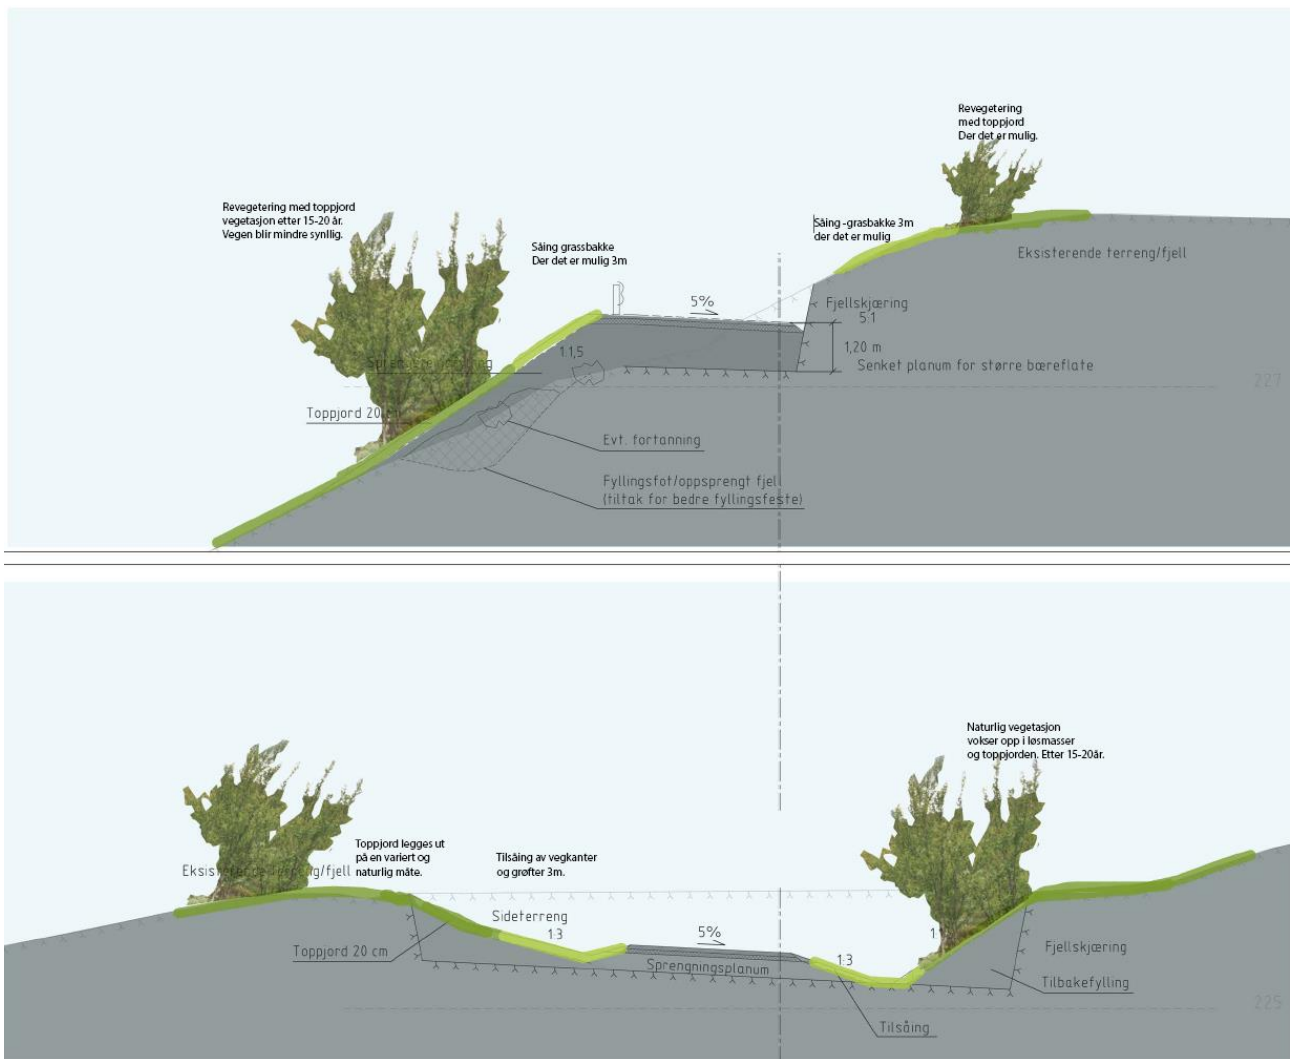 Revegetering
med toppjord
Der det er mulig.
Revegetering med toppjord
vegetasjon etter 15-20 år.
Vegen blir mindre synllig.
Såing grassbakke
Der det er mulig 3m
Såing -grasbakke 3m
der det er mulig
Eksisterende terreng/fjell
5%
Fjellskjæring
5:1
1,20 m
Senket planum for større bæreflate
1:1,5
227
Toppjord 20 cm
Evt. fortanning
Fyllingsfot/oppsprengt fjell
(tiltak for bedre fyllingsfeste)
Naturlig vegetasjon
vokser opp i løsmasser
og toppjorden. Etter 15-20år.
Toppjord legges ut
på en variert og
naturlig måte.
Tilsåing av vegkanter
og grøfter 3m.
Eksisterende terreng/fjell
Sideterreng
1:3
5%
Toppjord 20 cm
Sprengningsplanum
1:3
Fjellskjæring
Tilbakefylling
225
Tilsåing